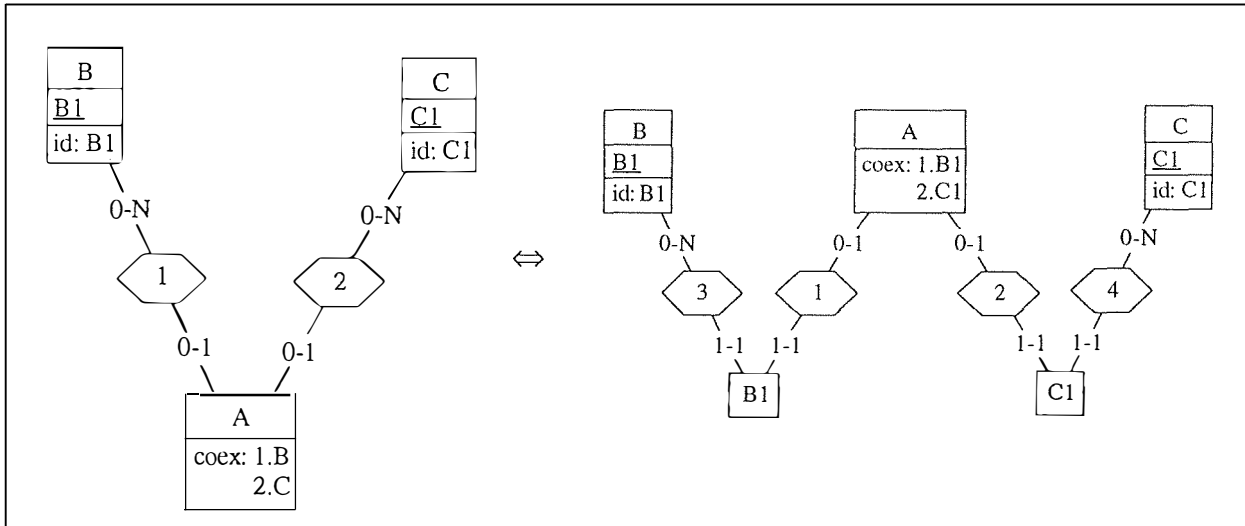 B
B1
id: B1
C
C1
id: C1
0-N
0-N
1
2
0-1
0-1
A
coex: 1.B
2.C
⇔
B
B1
id: B1
A
coex: 1.B1
2.C1
C
C1
id: C1
0-N
0-1
0-1
0-N
3
1
2
4
1-1
1-1
1-1
1-1
B1
C1